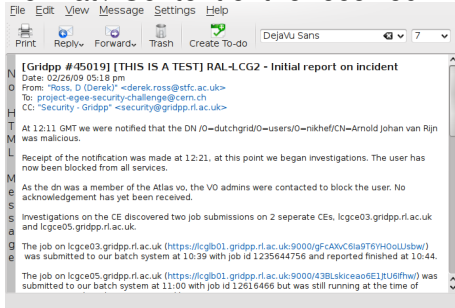 File Edit View Message Settings Help
Print Reply Forward Trash Create To-do DejaVu Sans 7
[Gridpp #45019] [THIS IS A TEST] RAL-LCG2 - Initial report on incident
Date: 02/26/09 05:18 pm
From: "Ross, D (Derek)" <derek.ross@stfc.ac.uk>
To: project-egee-security-challenge@cern.ch
CC: "Security - Gridpp" <security@gridpp.rl.ac.uk>
At 12:11 GMT we were notified that the DN /O=dutchgrid/O=users/O=nikhef/CN=Arnold Johan van Rijn
was malicious.
Receipt of the notification was made at 12:21, at this point we began investigations. The user has
now been blocked from all services.
As the dn was a member of the Atlas vo, the VO admins were contacted to block the user. No
acknowledgement has yet been received.
Investigations on the CE discovered two job submissions on 2 seperate CEs, lcgce03.gridpp.rl.ac.uk
and lcgce05.gridpp.rl.ac.uk.
The job on lcgce03.gridpp.rl.ac.uk (https://lcglb01.gridpp.rl.ac.uk:9000/gFcAXvC6la9T6YHOoLUsbw/)
was submitted to our batch system at 10:39 with job id 1235644756 and reported finished at 10:44.
The job on lcgce05.gridpp.rl.ac.uk (https://lcglb01.gridpp.rl.ac.uk:9000/43BLskiceao6E1JtU6lfhw/) was
submitted to our batch system at 11:00 with job id 12616466 but was still running at the time of
No
HTML
Message